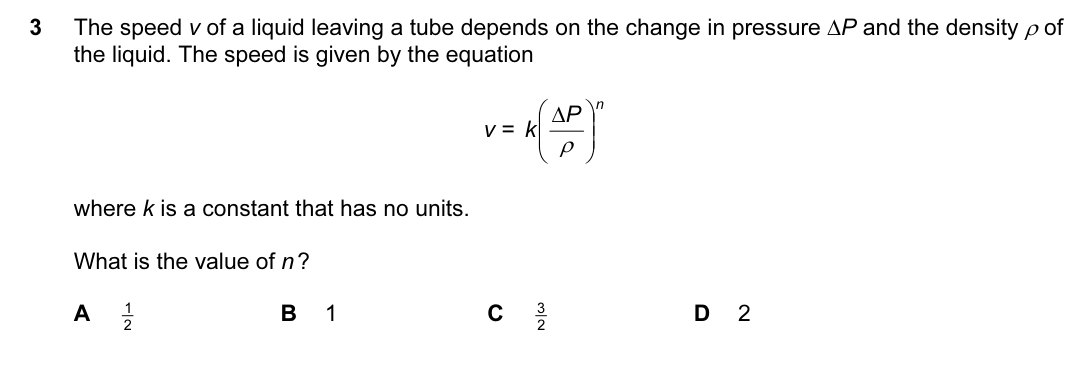 3 The speed v of a liquid leaving a tube depends on the change in pressure ΔP and the density ρ of
the liquid. The speed is given by the equation
v = k(ΔP/ρ)^n
where k is a constant that has no units.
What is the value of n?
A 1/2 B 1 C 3/2 D 2